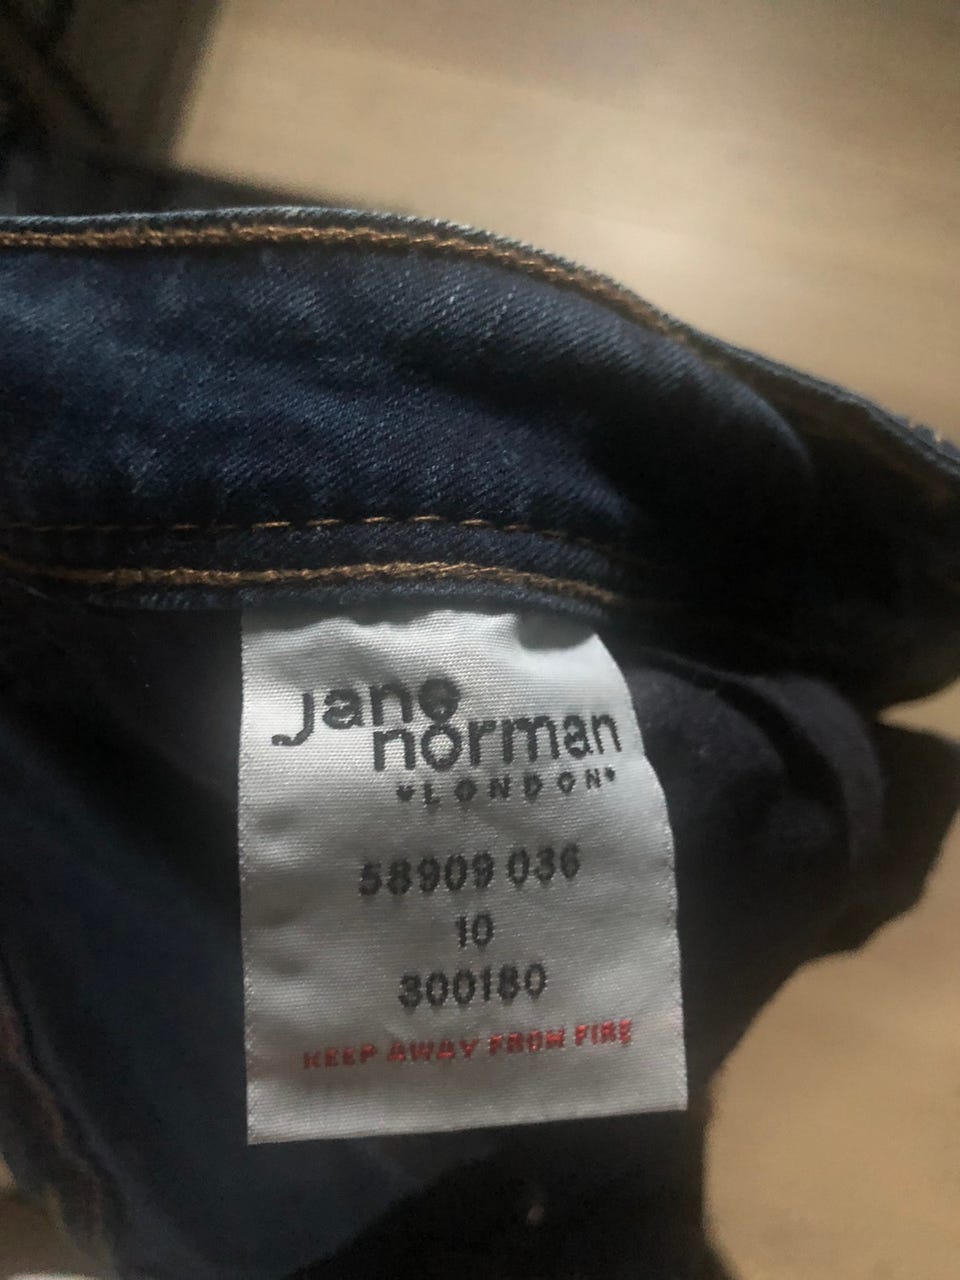 jane
norman
♥LONDON♥
58909 036
10
300180
KEEP AWAY FROM FIRE